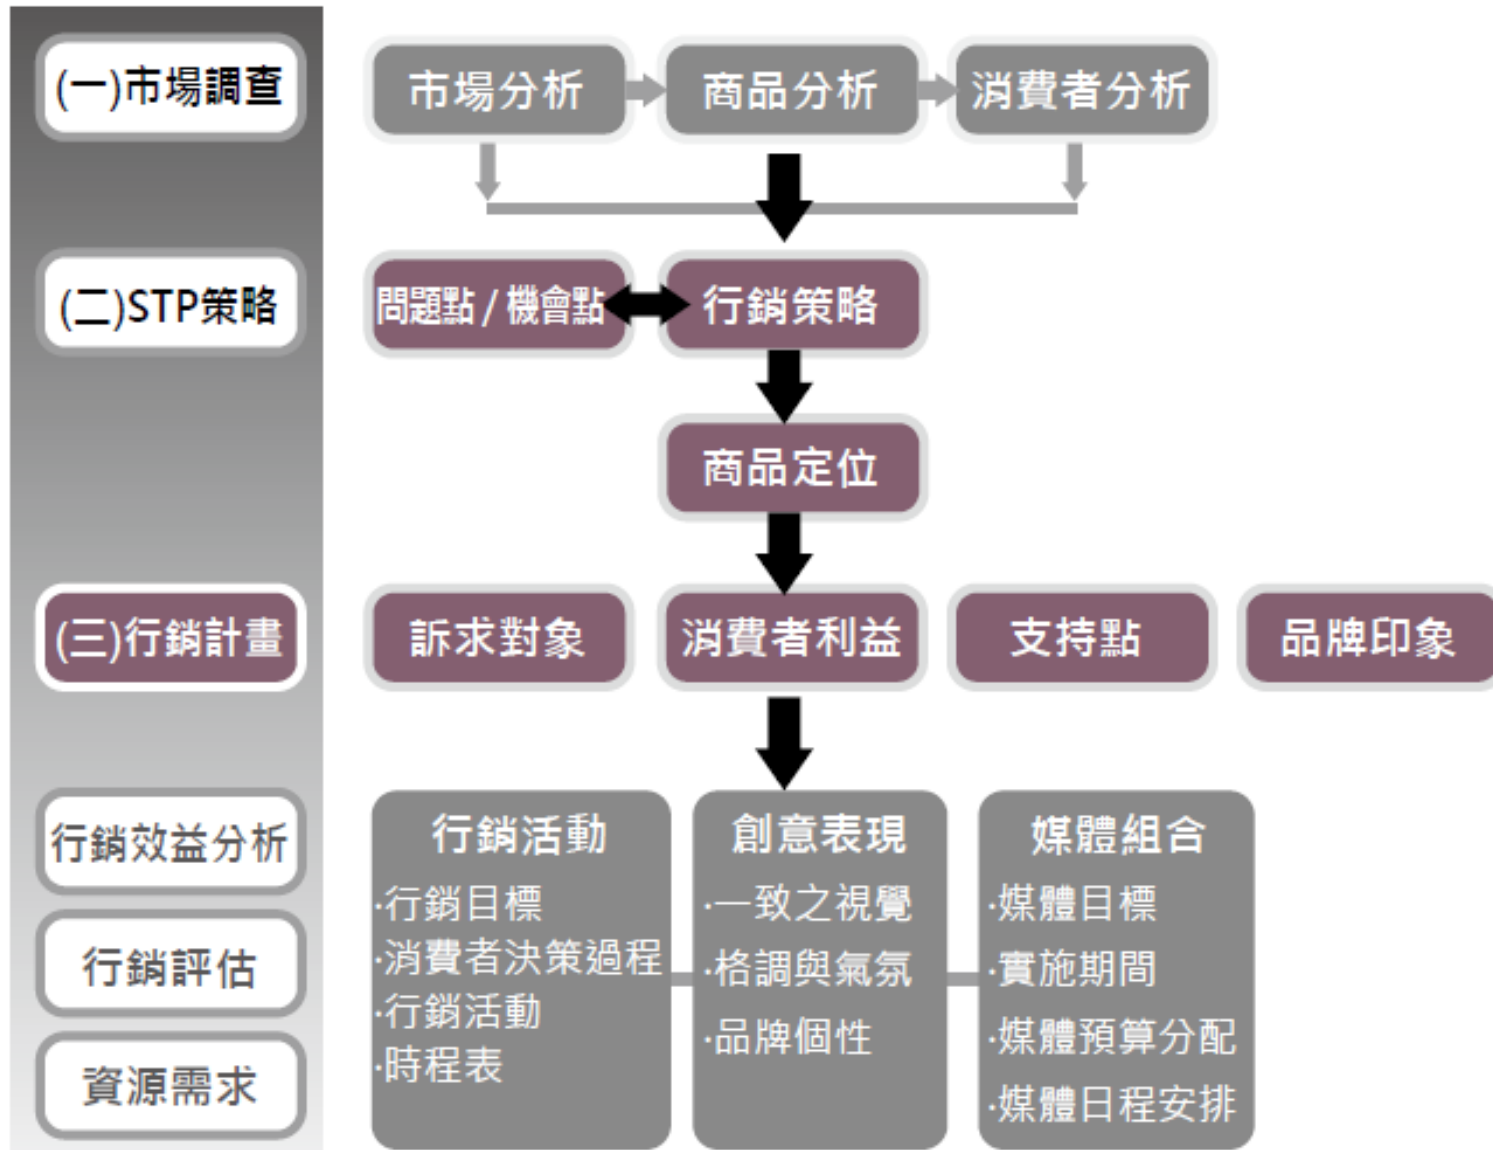 (一)市場調查
市場分析
商品分析
消費者分析
(二)STP策略
問題點 / 機會點
行銷策略
商品定位
(三)行銷計畫
訴求對象
消費者利益
支持點
品牌印象
行銷效益分析
行銷評估
資源需求
行銷活動
·行銷目標
·消費者決策過程
·行銷活動
·時程表
創意表現
·一致之視覺
·格調與氣氛
·品牌個性
媒體組合
·媒體目標
·實施期間
·媒體預算分配
·媒體日程安排